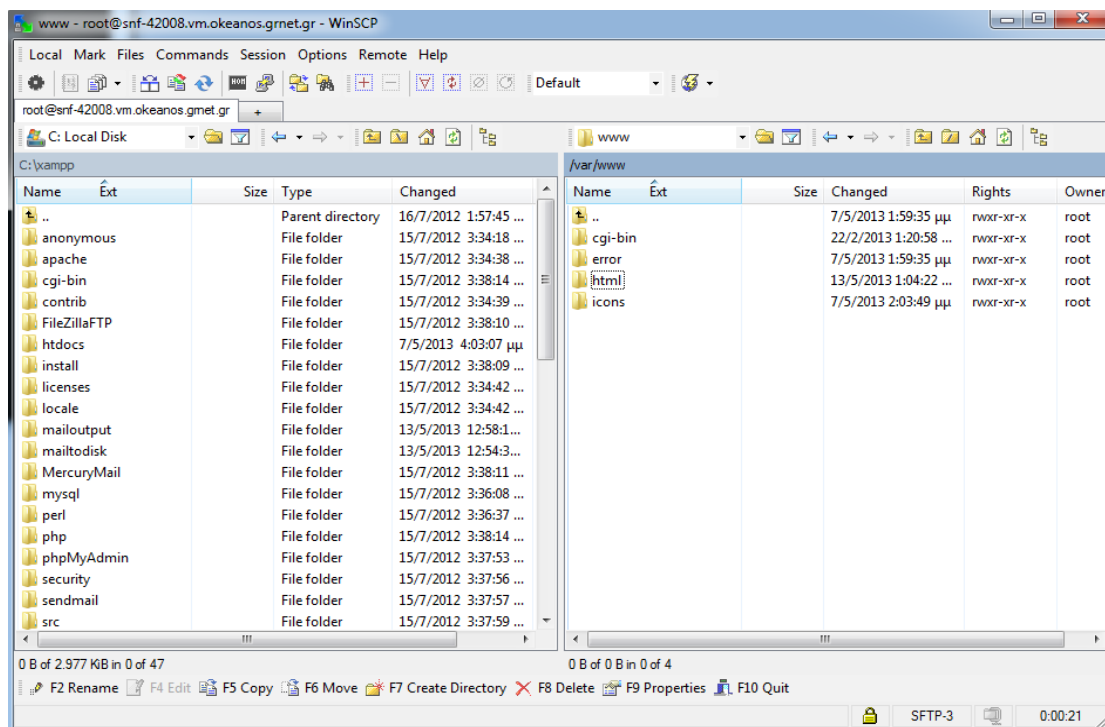 www - root@snf-42008.vm.okeanos.grnet.gr - WinSCP
Local Mark Files Commands Session Options Remote Help
Default
root@snf-42008.vm.okeanos.grnet.gr +
C: Local Disk www
C:\xampp /var/www
Name Ext Size Type Changed Name Ext Size Changed Rights Owner
.. Parent directory 16/7/2012 1:57:45 ... .. 7/5/2013 1:59:35 μμ rwxr-xr-x root
anonymous File folder 15/7/2012 3:34:18 ... cgi-bin 22/2/2013 1:20:58 ... rwxr-xr-x root
apache File folder 15/7/2012 3:34:38 ... error 7/5/2013 1:59:35 μμ rwxr-xr-x root
cgi-bin File folder 15/7/2012 3:38:14 ... html 13/5/2013 1:04:22 ... rwxr-xr-x root
contrib File folder 15/7/2012 3:34:39 ... icons 7/5/2013 2:03:49 μμ rwxr-xr-x root
FileZillaFTP File folder 15/7/2012 3:38:10 ...
htdocs File folder 7/5/2013 4:03:07 μμ
install File folder 15/7/2012 3:38:09 ...
licenses File folder 15/7/2012 3:34:42 ...
locale File folder 15/7/2012 3:34:42 ...
mailoutput File folder 13/5/2013 12:58:1...
mailtodisk File folder 13/5/2013 12:54:3...
MercuryMail File folder 15/7/2012 3:38:11 ...
mysql File folder 15/7/2012 3:36:08 ...
perl File folder 15/7/2012 3:36:37 ...
php File folder 15/7/2012 3:38:14 ...
phpMyAdmin File folder 15/7/2012 3:37:53 ...
security File folder 15/7/2012 3:37:56 ...
sendmail File folder 15/7/2012 3:37:57 ...
src File folder 15/7/2012 3:37:59 ...
0 B of 2.977 KiB in 0 of 47 0 B of 0 B in 0 of 4
F2 Rename F4 Edit F5 Copy F6 Move F7 Create Directory F8 Delete F9 Properties F10 Quit
SFTP-3 0:00:21